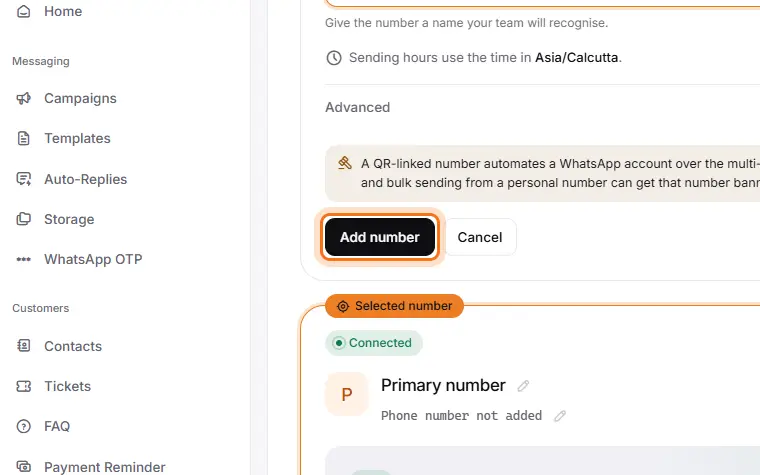 Home
Messaging
Campaigns
Templates
Auto-Replies
Storage
WhatsApp OTP
Customers
Contacts
Tickets
FAQ
Payment Reminder
Give the number a name your team will recognise.
Sending hours use the time in Asia/Calcutta.
Advanced
A QR-linked number automates a WhatsApp account over the multi-
and bulk sending from a personal number can get that number
Add number
Cancel
Selected number
Connected
P
Primary number
Phone number not added